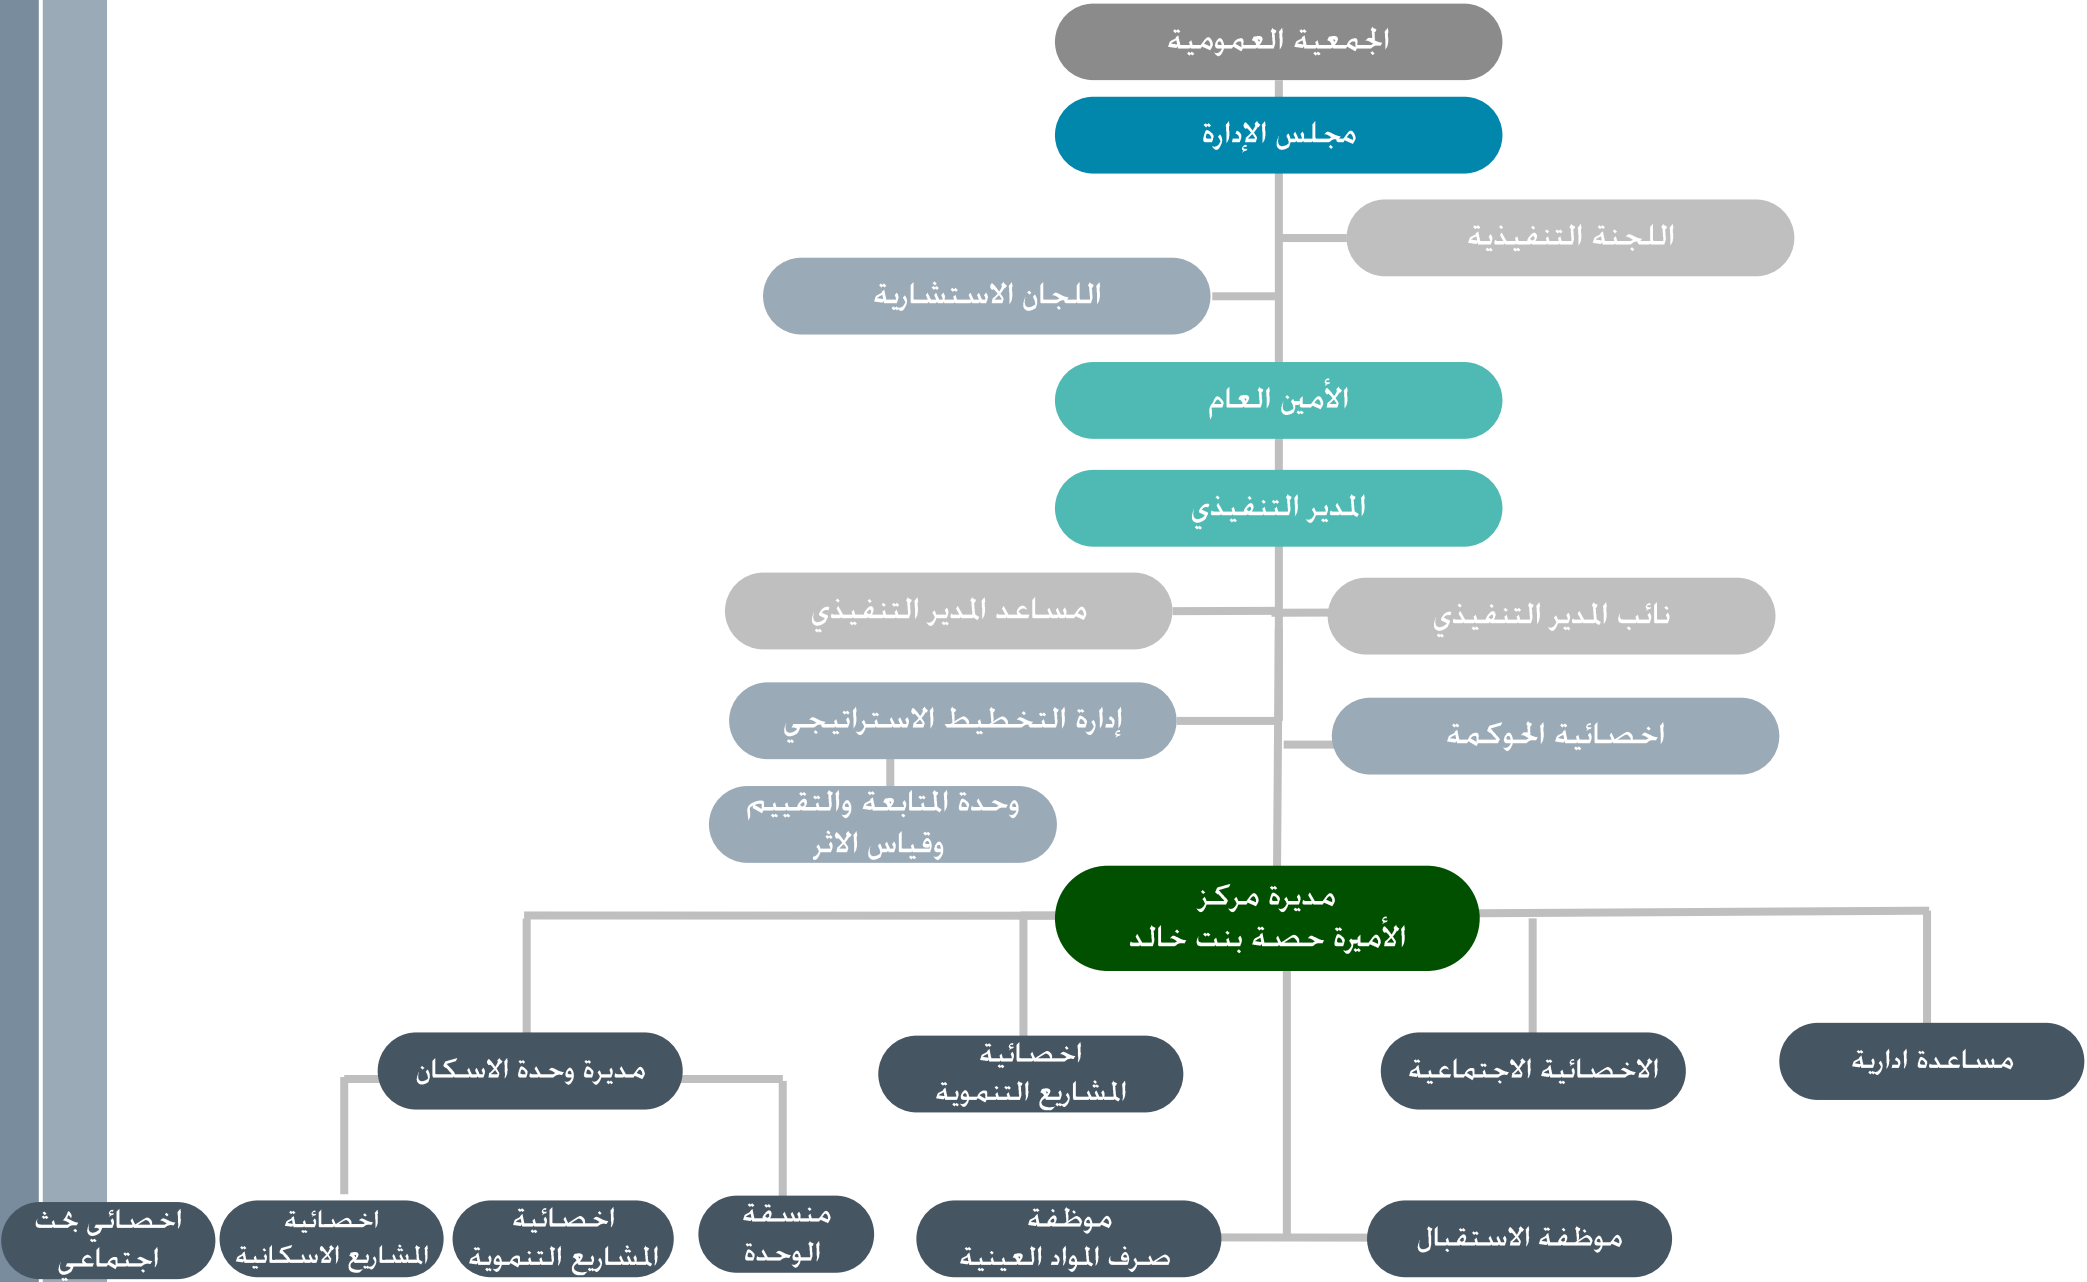 الجمعية العمومية
مجلس الإدارة
اللجنة التنفيذية
اللجان الاستشارية
الأمين العام
المدير التنفيذي
نائب المدير التنفيذي
مساعد المدير التنفيذي
اخصائية الحوكمة
إدارة التخطيط الاستراتيجي
وحدة المتابعة والتقييم
وقياس الاثر
مديرة مركز
الأميرة حصة بنت خالد
مساعدة ادارية
الاخصائية الاجتماعية
اخصائية
المشاريع التنموية
مديرة وحدة الاسكان
موظفة الاستقبال
موظفة
صرف المواد العينية
منسقة
الوحدة
اخصائية
المشاريع التنموية
اخصائية
المشاريع الاسكانية
اخصائي بحث
اجتماعي